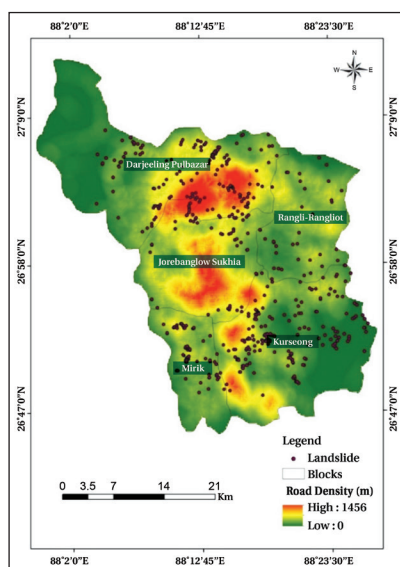 88°2'0"E 88°12'45"E 88°23'30"E
N
W E
S
27°9'0"N 27°9'0"N
Darjeeling Pulbazar
Rangli-Rangliot
26°58'0"N 26°58'0"N
Jorebanglow Sukhia
Kurseong
Mirik
26°47'0"N 26°47'0"N
Legend
Landslide
Blocks
Road Density (m)
High : 1456
Low : 0
0 3.5 7 14 21
Km
88°2'0"E 88°12'45"E 88°23'30"E